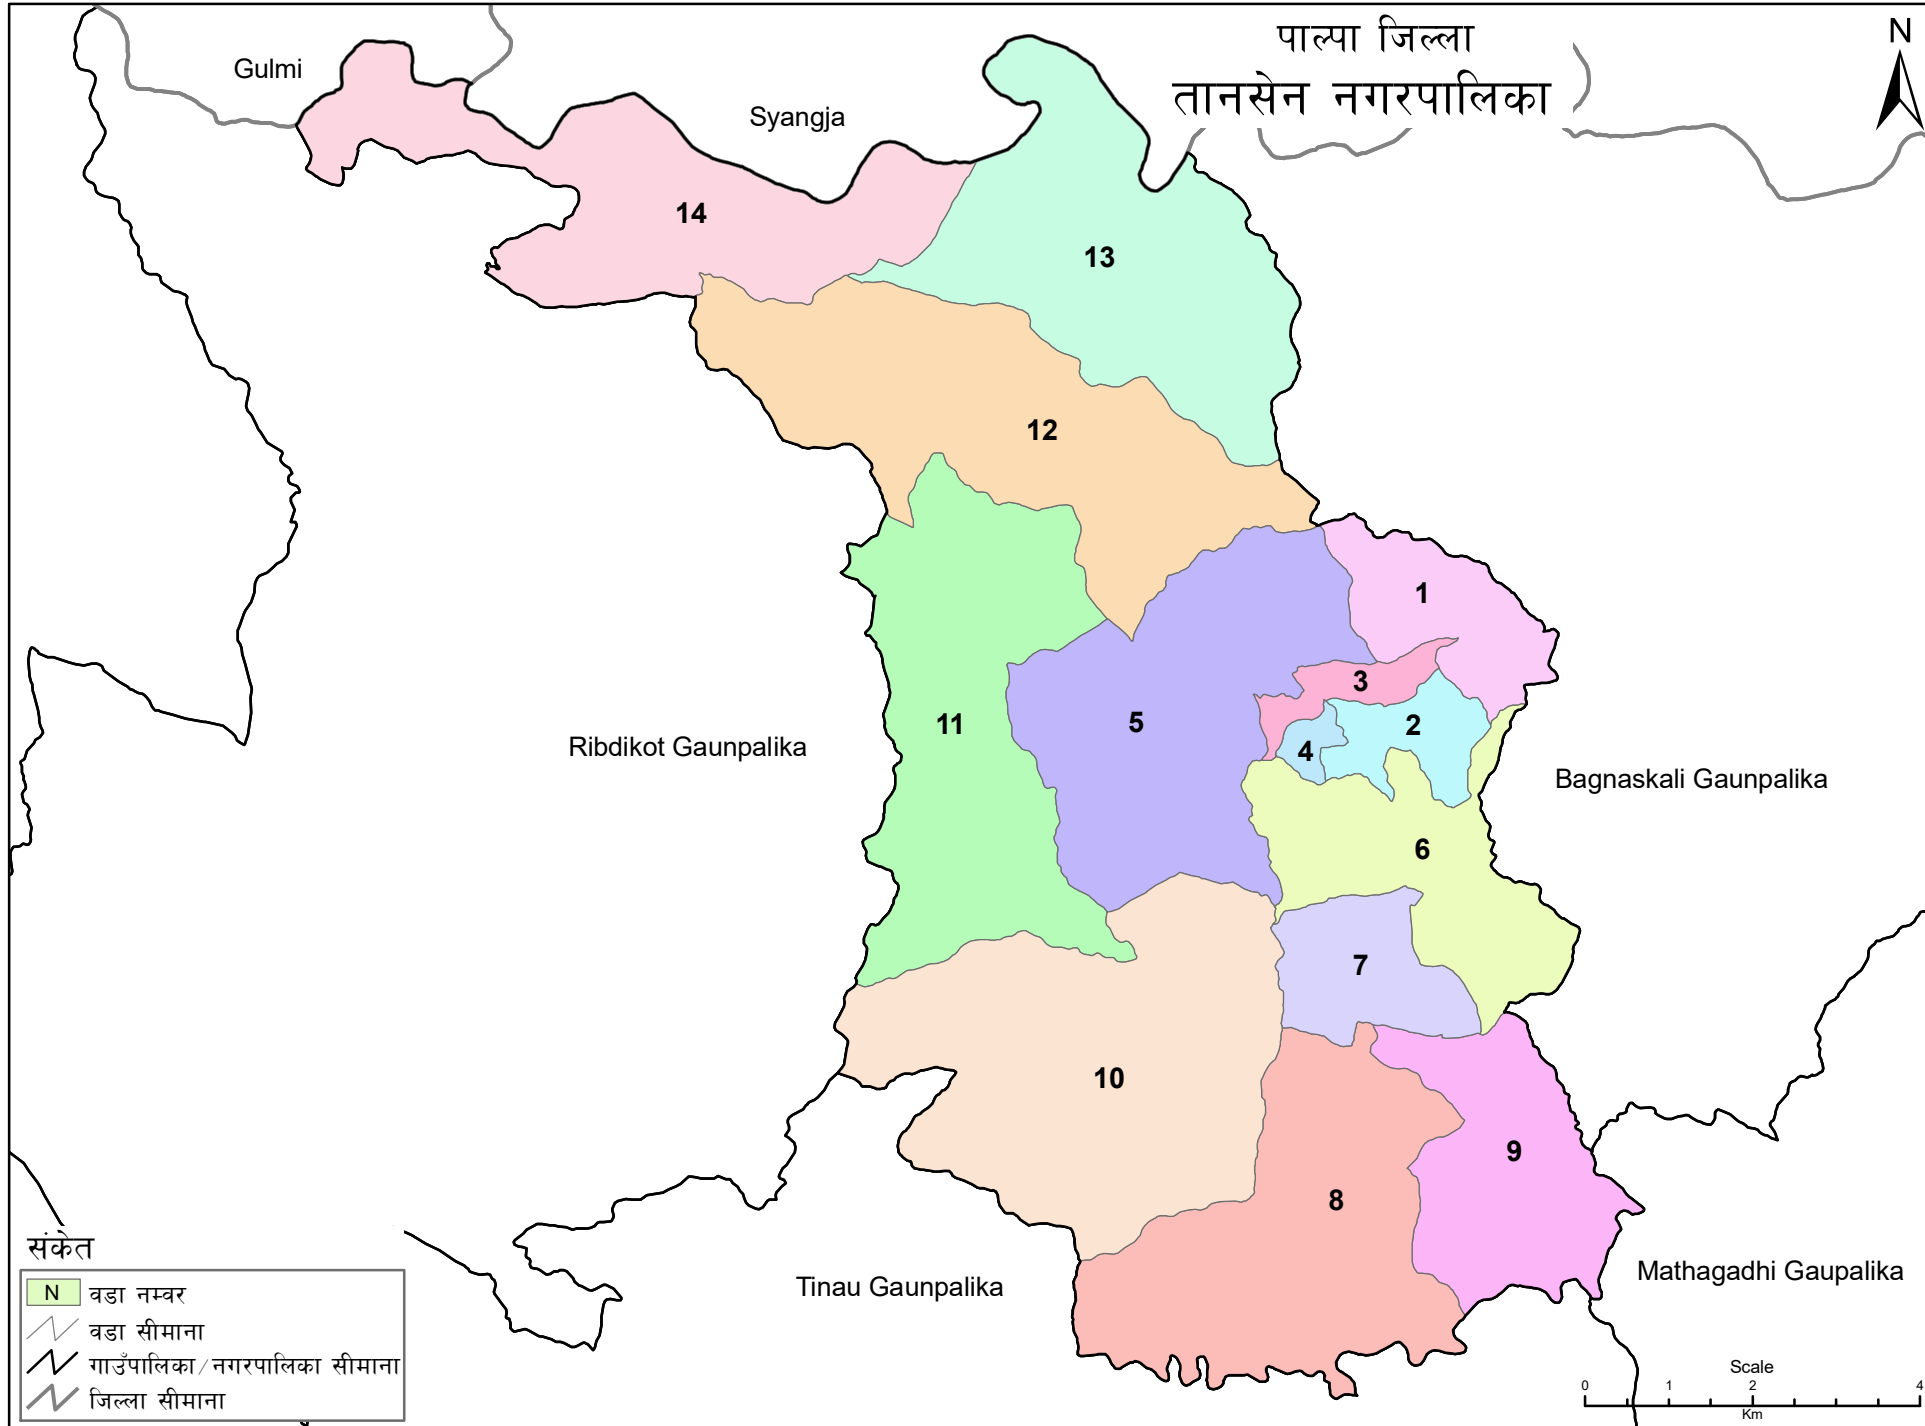 पाल्पा जिल्ला
तानसेन नगरपालिका
N
Gulmi
Syangja
14
13
12
1
3
2
4
5
11
Ribdikot Gaunpalika
Bagnaskali Gaunpalika
6
7
10
9
8
Tinau Gaunpalika
Mathagadhi Gaupalika
संकेत
N वडा नम्वर
वडा सीमाना
गाउँपालिका/नगरपालिका सीमाना
जिल्ला सीमाना
Scale
0 1 2 4
Km